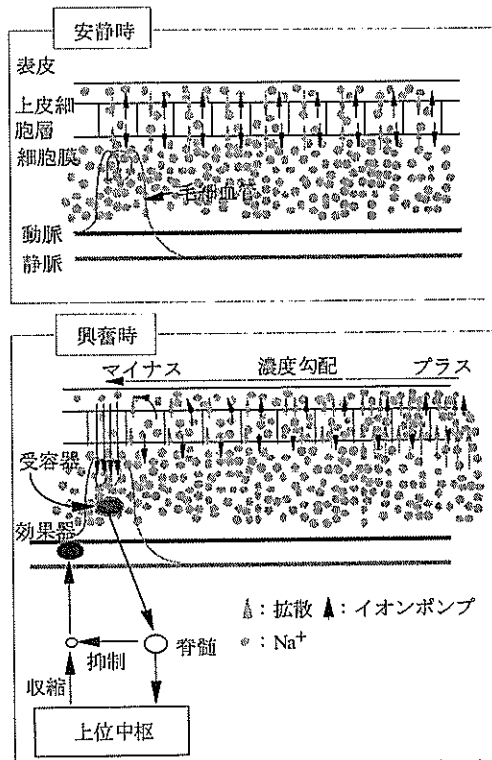 安静時
表皮
上皮細
胞層
細胞膜
毛細血管
動脈
静脈
興奮時
マイナス 濃度勾配 プラス
受容器
効果器
:拡散 :イオンポンプ
:Na⁺
脊髄
抑制
収縮
上位中枢